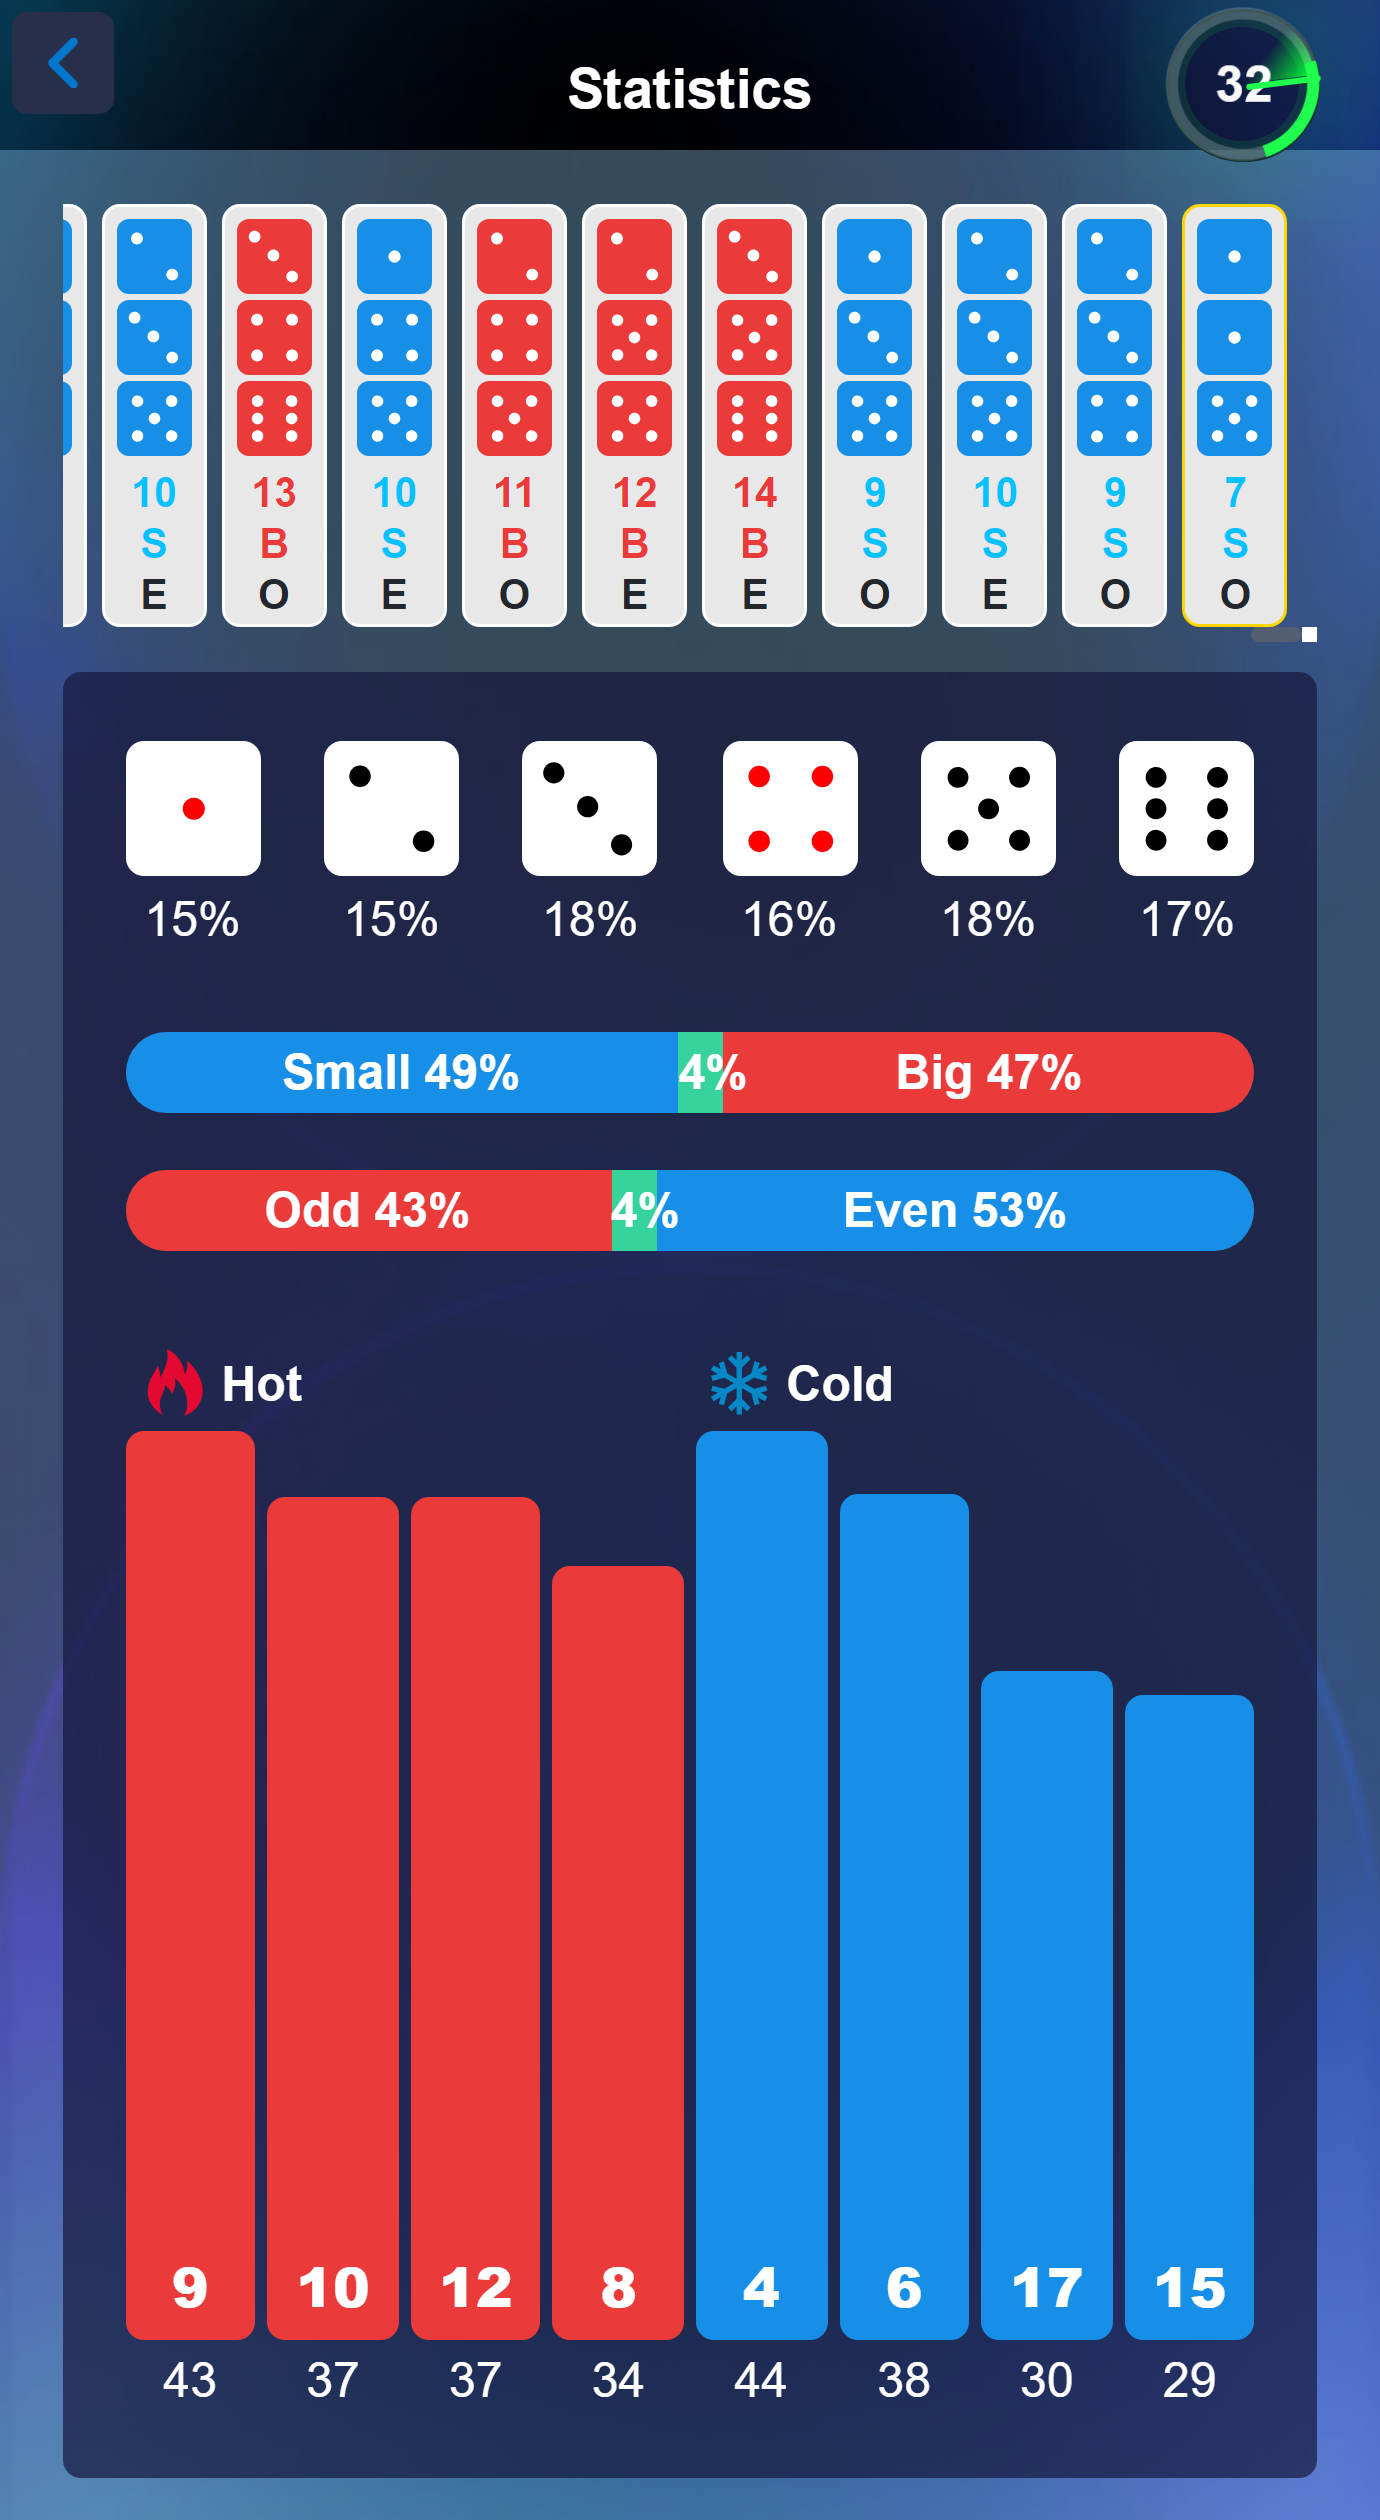 Statistics
32
10 13 10 11 12 14 9 10 9 7
S B S B B B S S S S
E O E O E E O E O O
15% 15% 18% 16% 18% 17%
Small 49% 4% Big 47%
Odd 43% 4% Even 53%
Hot Cold
9 10 12 8 4 6 17 15
43 37 37 34 44 38 30 29